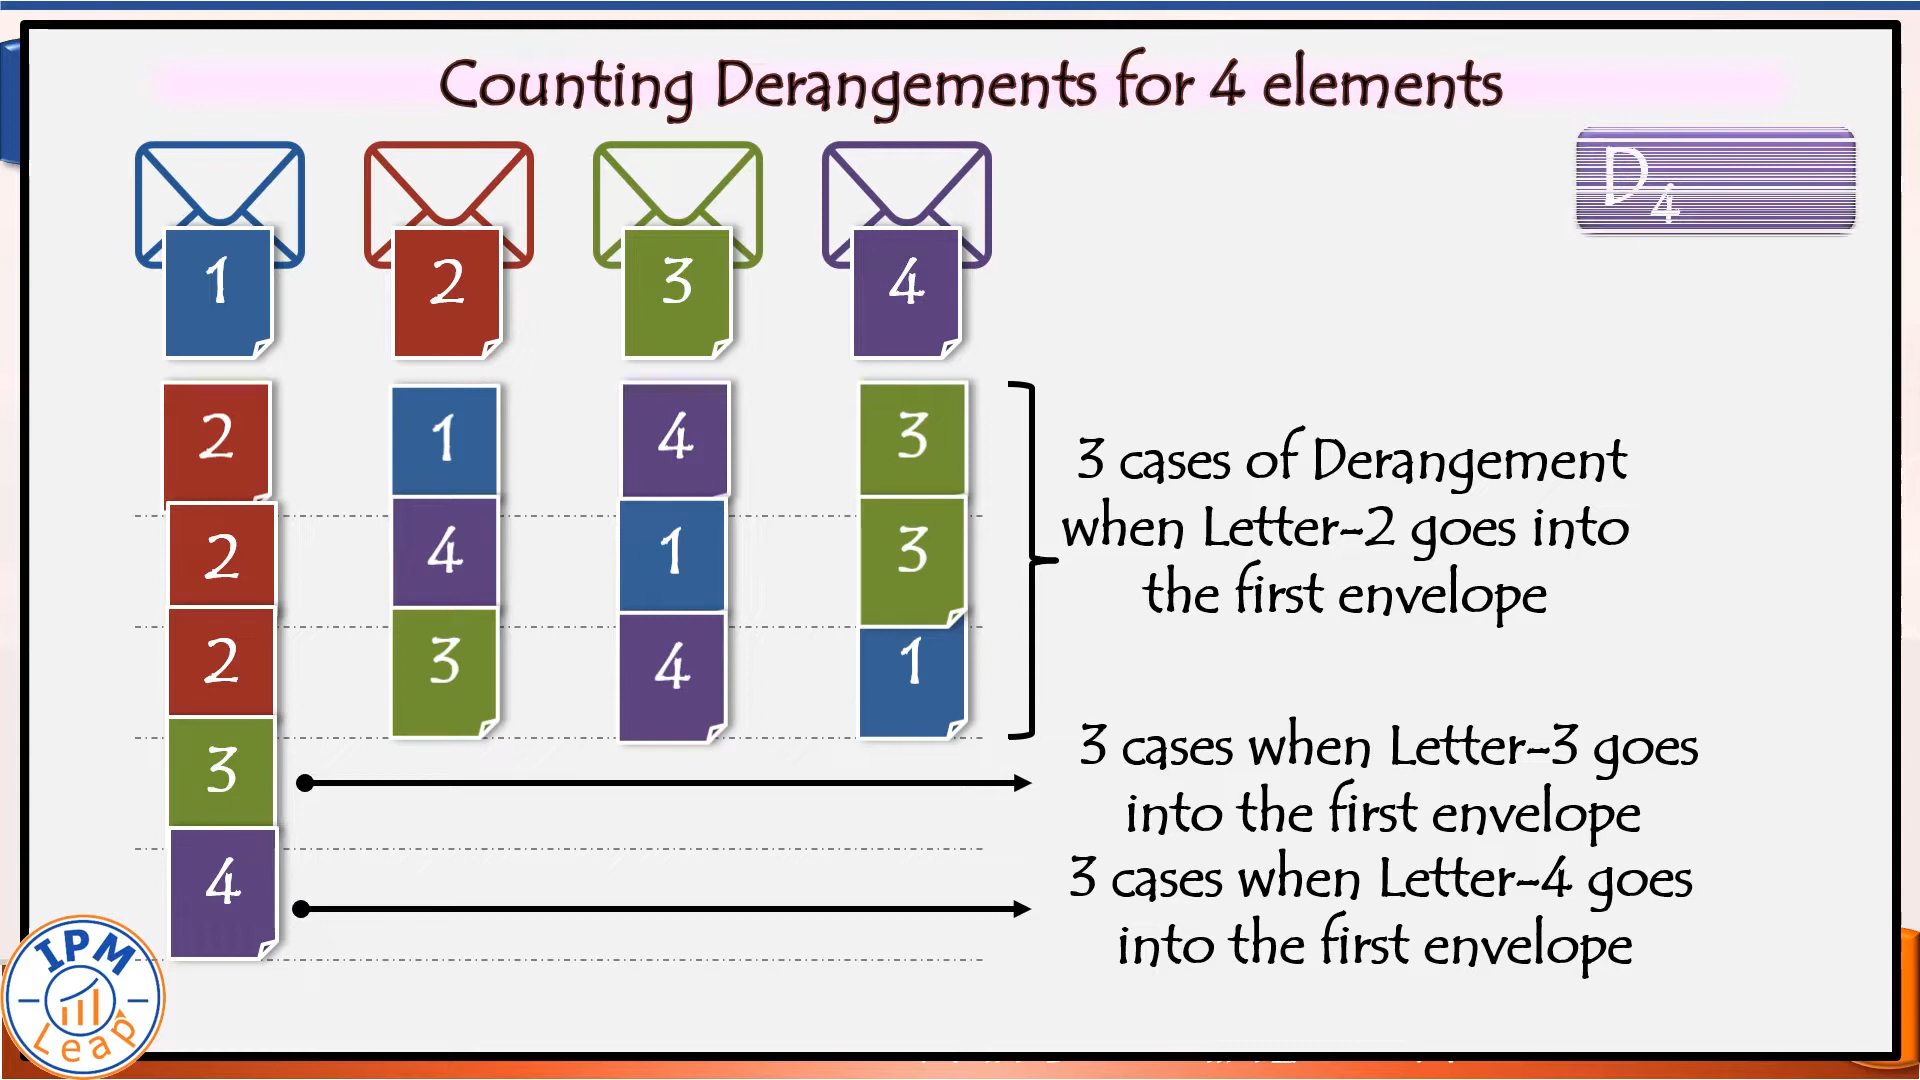 Counting Derangements for 4 elements
D4
1 2 3 4
2 1 4 3
2 4 1 3
2 3 4 1
3
4
3 cases of Derangement
when Letter-2 goes into
the first envelope
3 cases when Letter-3 goes
into the first envelope
3 cases when Letter-4 goes
into the first envelope
IPM
Leap